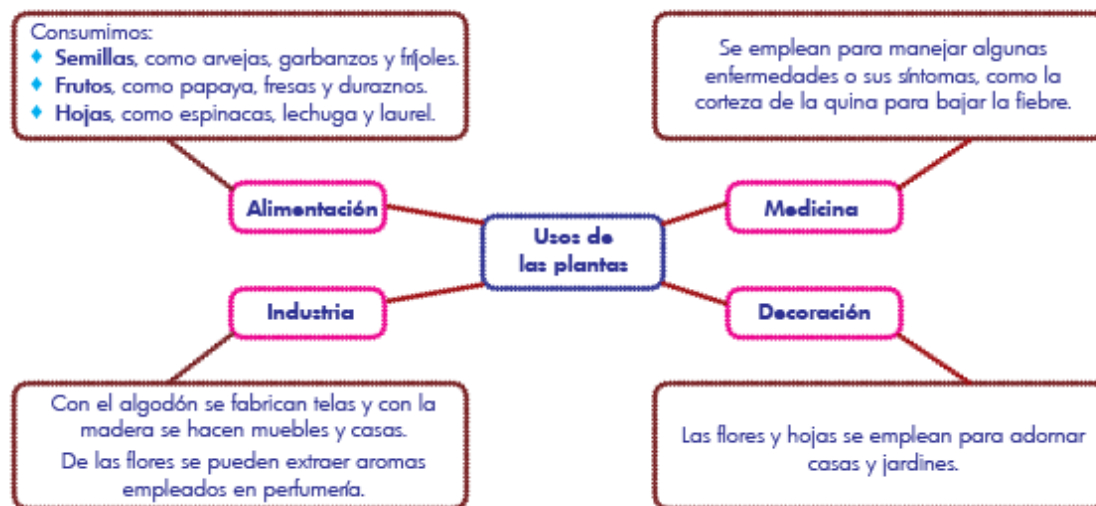 Consumimos:
♦ Semillas, como arvejas, garbanzos y fríjoles.
♦ Frutos, como papaya, fresas y duraznos.
♦ Hojas, como espinacas, lechuga y laurel.
Se emplean para manejar algunas
enfermedades o sus síntomas, como la
corteza de la quina para bajar la fiebre.
Alimentación
Medicina
Usos de
las plantas
Industria
Decoración
Con el algodón se fabrican telas y con la
madera se hacen muebles y casas.
De las flores se pueden extraer aromas
empleados en perfumería.
Las flores y hojas se emplean para adornar
casas y jardines.